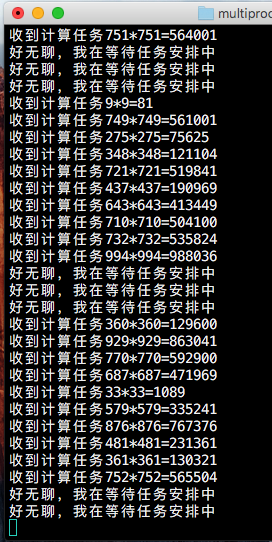 multiproc
收到计算任务751*751=564001
好无聊，我在等待任务安排中
好无聊，我在等待任务安排中
好无聊，我在等待任务安排中
收到计算任务9*9=81
收到计算任务749*749=561001
收到计算任务275*275=75625
收到计算任务348*348=121104
收到计算任务721*721=519841
收到计算任务437*437=190969
收到计算任务643*643=413449
收到计算任务710*710=504100
收到计算任务732*732=535824
收到计算任务994*994=988036
好无聊，我在等待任务安排中
好无聊，我在等待任务安排中
好无聊，我在等待任务安排中
收到计算任务360*360=129600
收到计算任务929*929=863041
收到计算任务770*770=592900
收到计算任务687*687=471969
收到计算任务33*33=1089
收到计算任务579*579=335241
收到计算任务876*876=767376
收到计算任务481*481=231361
收到计算任务361*361=130321
收到计算任务752*752=565504
好无聊，我在等待任务安排中
好无聊，我在等待任务安排中